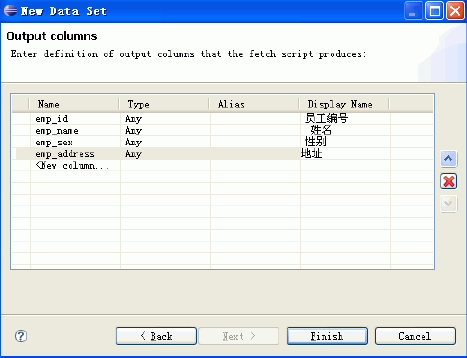 New Data Set
Output columns
Enter definition of output columns that the fetch script produces:
Name Type Alias Display Name
emp_id Any 员工编号
emp_name Any 姓名
emp_sex Any 性别
emp_address Any 地址
<New column...
< Back Next > Finish Cancel